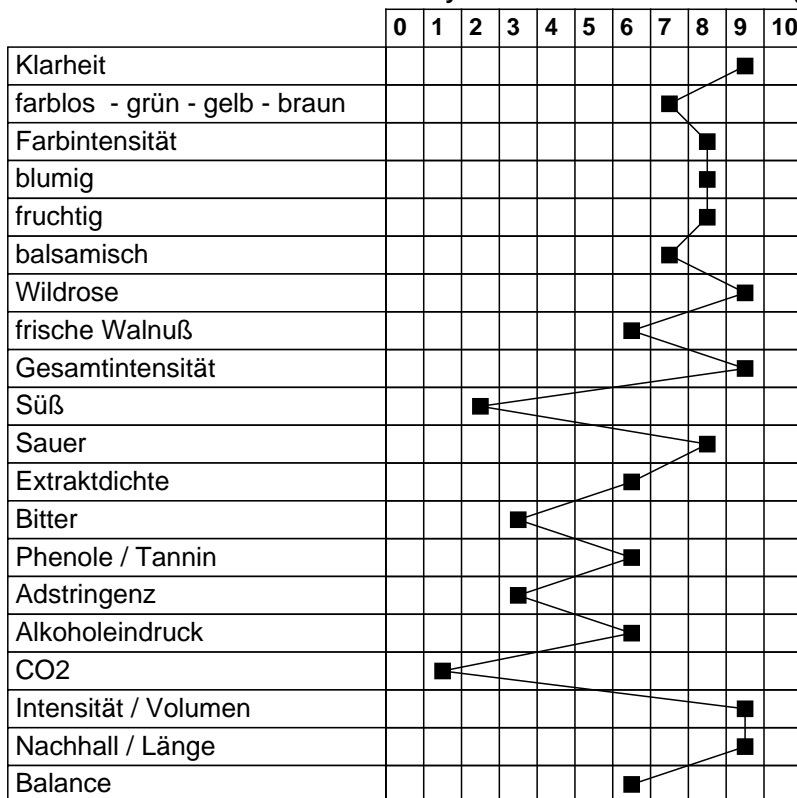 0 1 2 3 4 5 6 7 8 9 10
Klarheit
farblos - grün - gelb - braun
Farbintensität
blumig
fruchtig
balsamisch
Wildrose
frische Walnuß
Gesamtintensität
Süß
Sauer
Extraktdichte
Bitter
Phenole / Tannin
Adstringenz
Alkoholeindruck
CO2
Intensität / Volumen
Nachhall / Länge
Balance